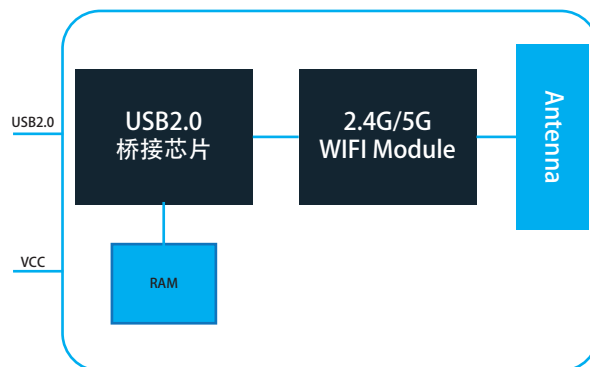 USB2.0
USB2.0
桥接芯片
2.4G/5G
WIFI Module
Antenna
VCC
RAM